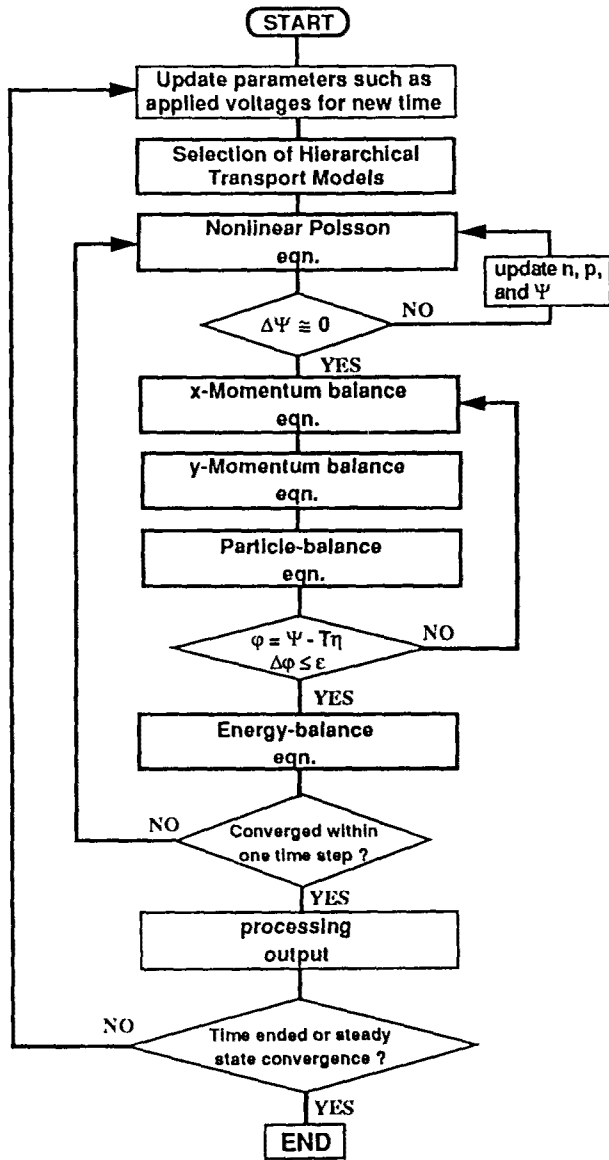 START
Update parameters such as
applied voltages for new time
Selection of Hierarchical
Transport Models
Nonlinear Poisson
eqn.
update n, p,
and Ψ
NO
ΔΨ ≅ 0
YES
x-Momentum balance
eqn.
y-Momentum balance
eqn.
Particle-balance
eqn.
φ = Ψ - Tη
Δφ ≤ ε
NO
YES
Energy-balance
eqn.
NO
Converged within
one time step ?
YES
processing
output
NO
Time ended or steady
state convergence ?
YES
END